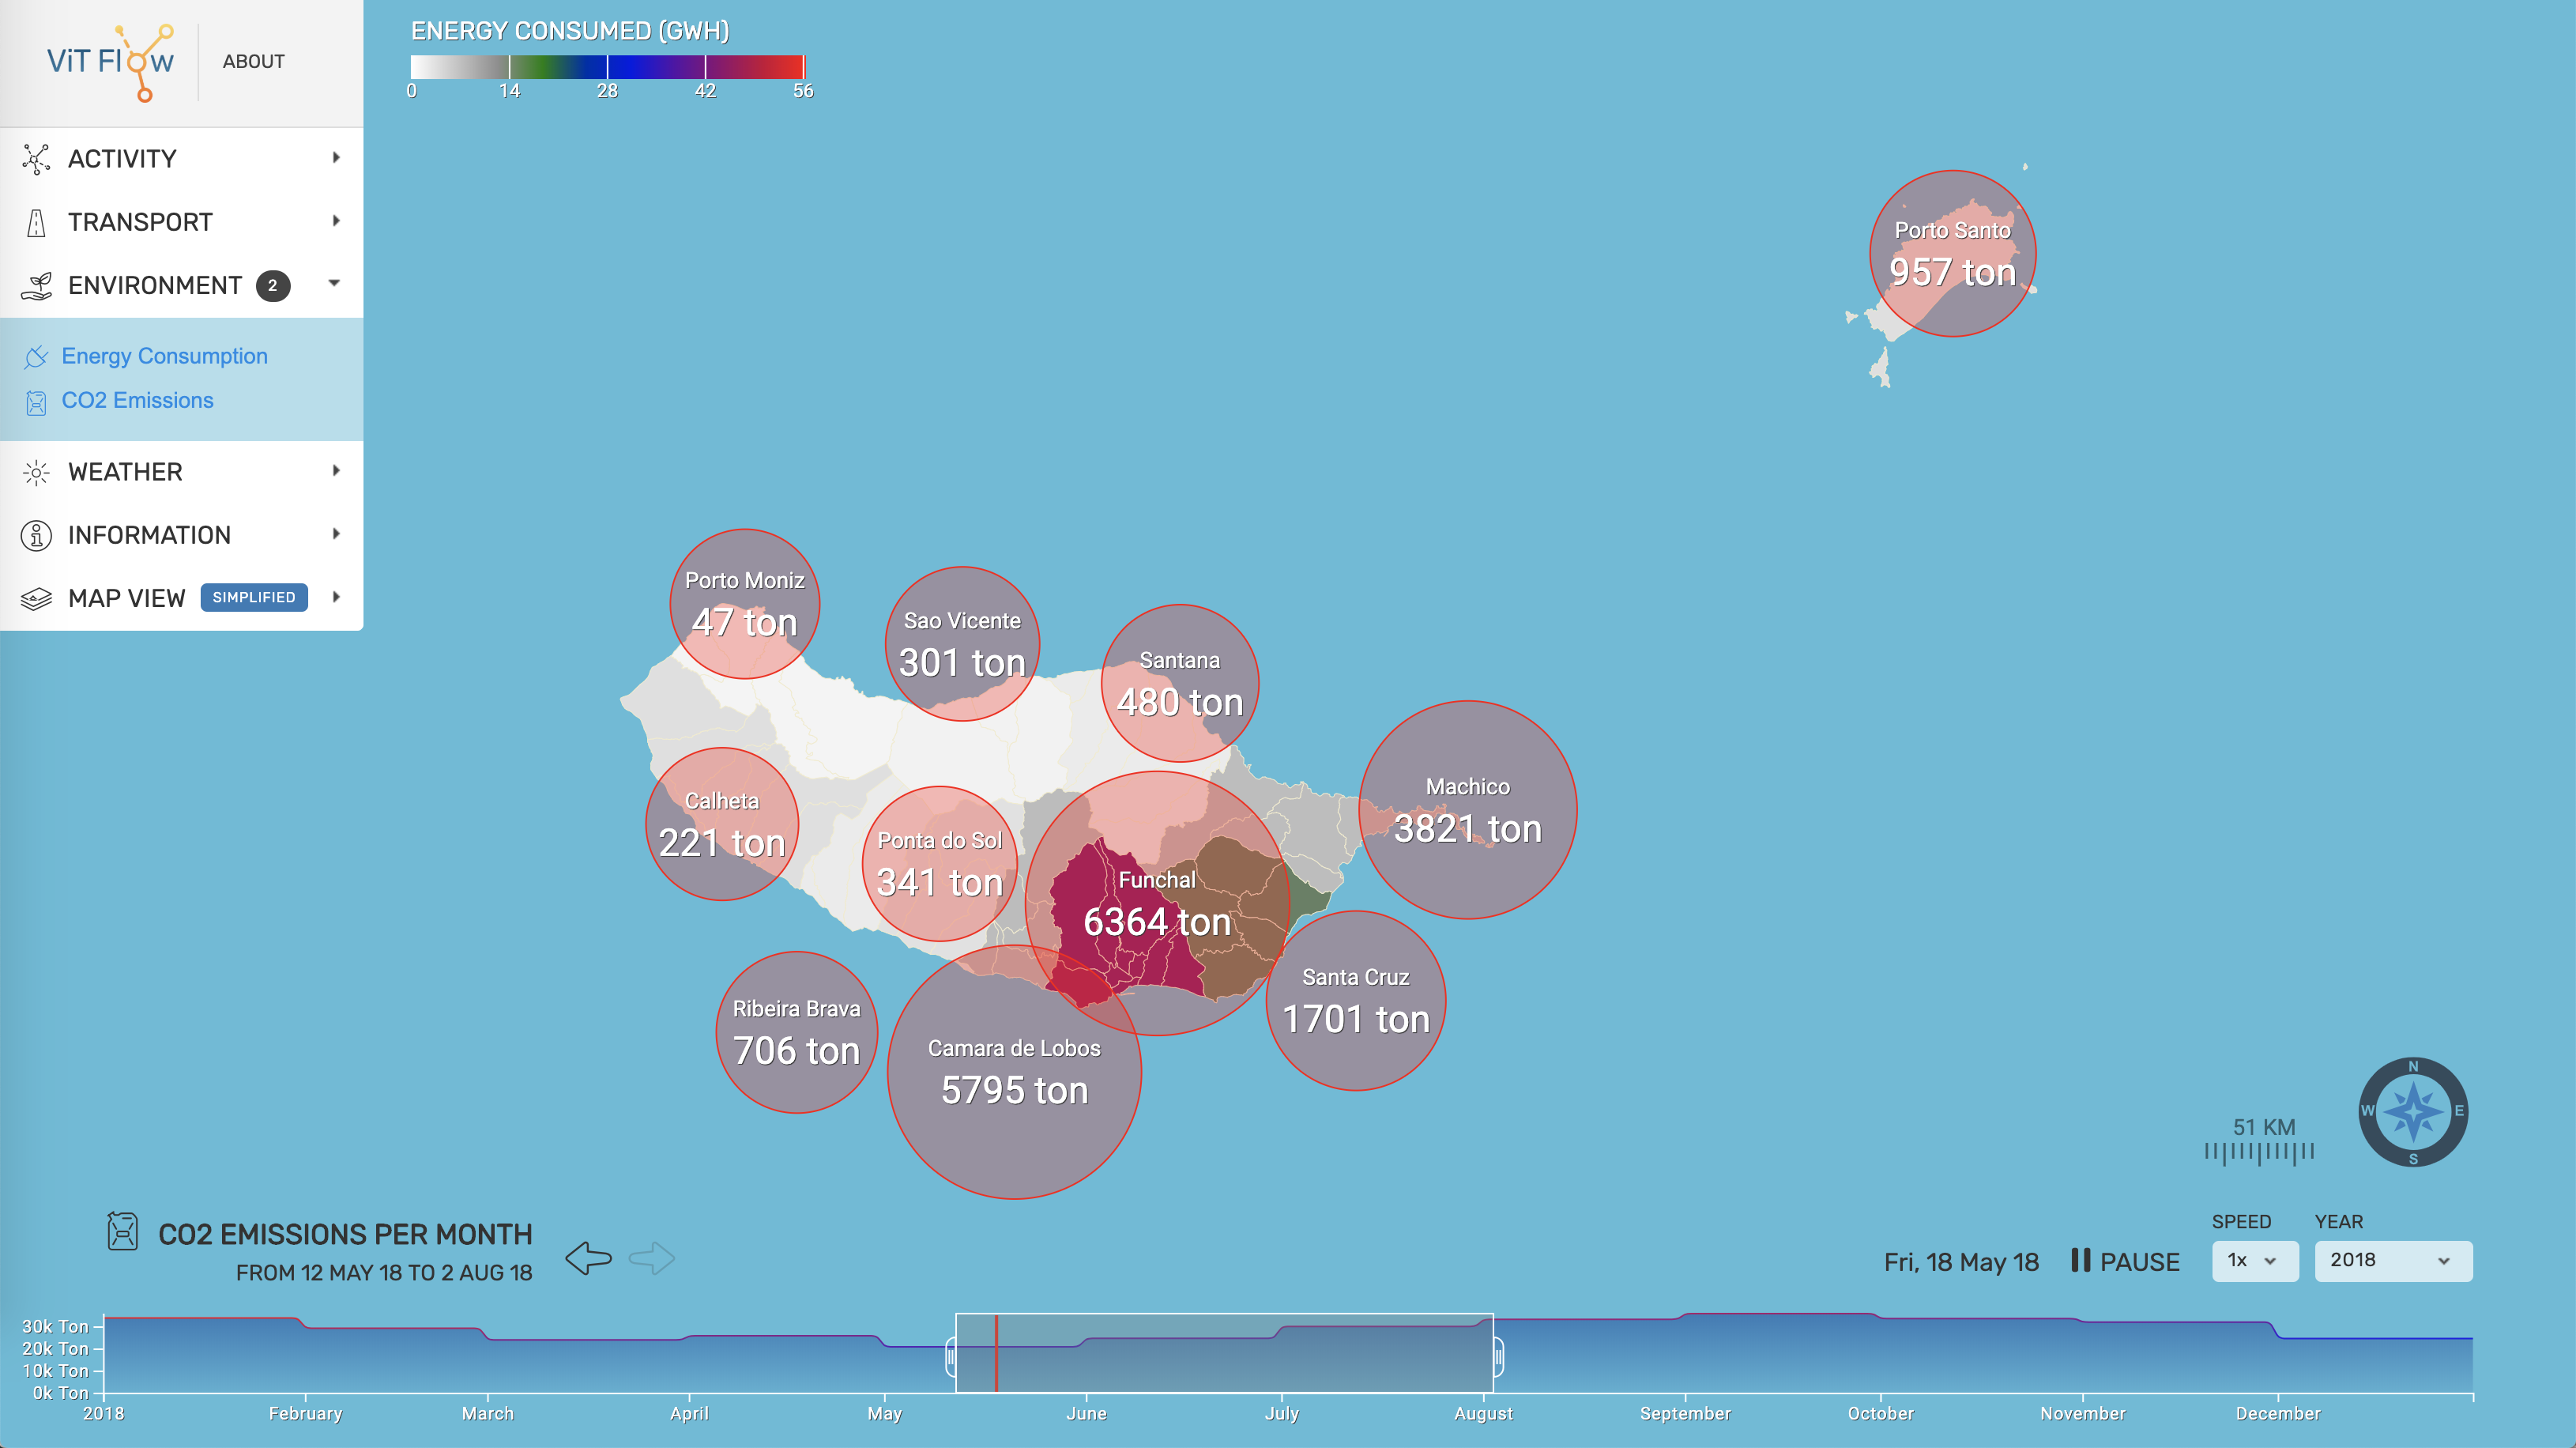 ViT Flow
ABOUT
ACTIVITY
TRANSPORT
ENVIRONMENT 2
Energy Consumption
CO2 Emissions
WEATHER
INFORMATION
MAP VIEW SIMPLIFIED
ENERGY CONSUMED (GWH)
0 14 28 42 56
Porto Santo
957 ton
Porto Moniz
47 ton
Sao Vicente
301 ton
Santana
480 ton
Machico
3821 ton
Calheta
221 ton
Ponta do Sol
341 ton
Funchal
6364 ton
Santa Cruz
1701 ton
Ribeira Brava
706 ton
Camara de Lobos
5795 ton
N
W E
S
51 KM
CO2 EMISSIONS PER MONTH
FROM 12 MAY 18 TO 2 AUG 18
Fri, 18 May 18
PAUSE
SPEED
1x
YEAR
2018
30k Ton
20k Ton
10k Ton
0k Ton
2018 February March April May June July August September October November December